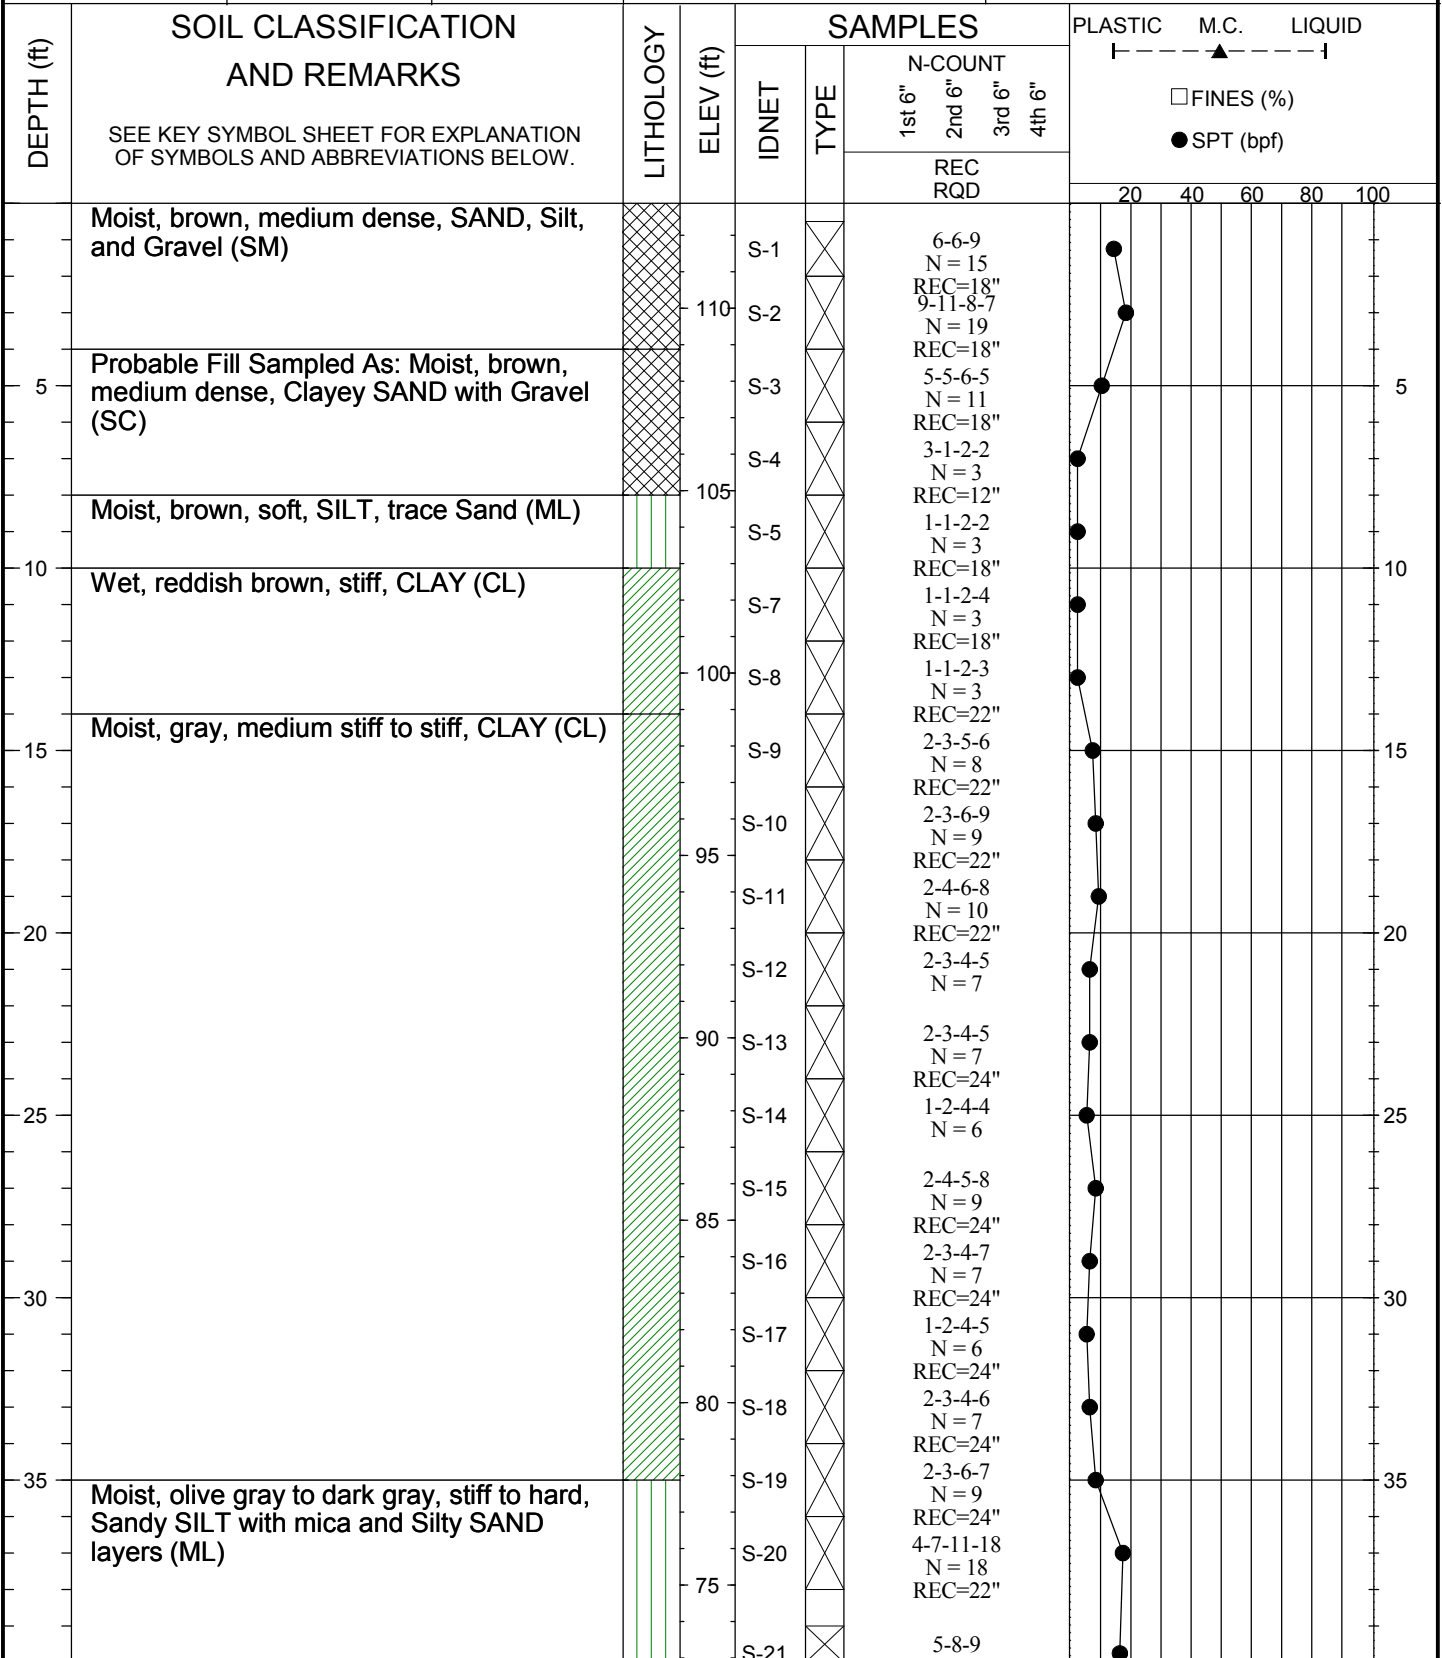 DEPTH (ft)
SOIL CLASSIFICATION
AND REMARKS
SEE KEY SYMBOL SHEET FOR EXPLANATION
OF SYMBOLS AND ABBREVIATIONS BELOW.
LITHOLOGY
ELEV (ft)
SAMPLES
IDNET
TYPE
N-COUNT
1st 6"
2nd 6"
3rd 6"
4th 6"
REC
RQD
PLASTIC M.C. LIQUID
FINES (%)
SPT (bpf)
20 40 60 80 100
Moist, brown, medium dense, SAND, Silt,
and Gravel (SM)
S-1
6-6-9
N = 15
REC=18"
110
S-2
9-11-8-7
N = 19
REC=18"
Probable Fill Sampled As: Moist, brown,
medium dense, Clayey SAND with Gravel
(SC)
5
S-3
5-5-6-5
N = 11
REC=18"
5
S-4
3-1-2-2
N = 3
REC=12"
105
Moist, brown, soft, SILT, trace Sand (ML)
S-5
1-1-2-2
N = 3
REC=18"
10
10
Wet, reddish brown, stiff, CLAY (CL)
S-7
1-1-2-4
N = 3
REC=18"
100
S-8
1-1-2-3
N = 3
REC=22"
Moist, gray, medium stiff to stiff, CLAY (CL)
15
S-9
2-3-5-6
N = 8
REC=22"
15
S-10
2-3-6-9
N = 9
REC=22"
95
S-11
2-4-6-8
N = 10
REC=22"
20
20
S-12
2-3-4-5
N = 7
90
S-13
2-3-4-5
N = 7
REC=24"
25
S-14
1-2-4-4
N = 6
25
S-15
2-4-5-8
N = 9
REC=24"
85
S-16
2-3-4-7
N = 7
REC=24"
30
30
S-17
1-2-4-5
N = 6
REC=24"
80
S-18
2-3-4-6
N = 7
REC=24"
35
S-19
2-3-6-7
N = 9
REC=24"
35
Moist, olive gray to dark gray, stiff to hard,
Sandy SILT with mica and Silty SAND
layers (ML)
S-20
4-7-11-18
N = 18
REC=22"
75
S-21
5-8-9